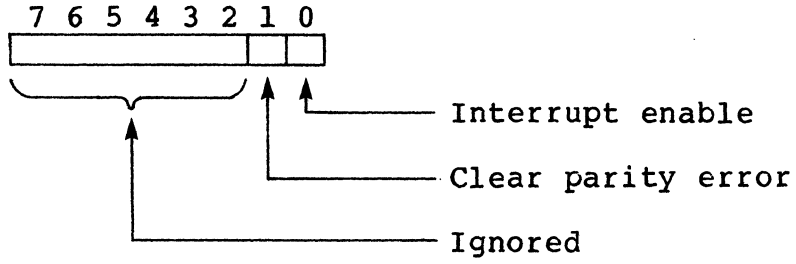 7 6 5 4 3 2 1 0
Interrupt enable
Clear parity error
Ignored